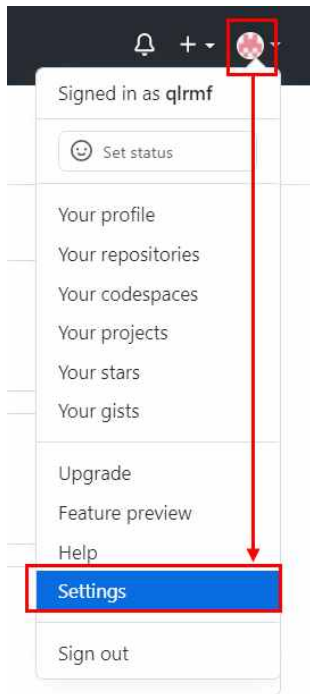 Signed in as qlrmf
Set status
Your profile
Your repositories
Your codespaces
Your projects
Your stars
Your gists
Upgrade
Feature preview
Help
Settings
Sign out